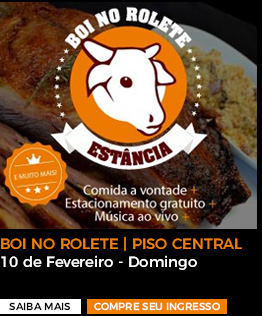 BOI NO ROLETE
ESTÂNCIA
E MUITO MAIS!
Comida a vontade +
Estacionamento gratuito +
Música ao vivo +
BOI NO ROLETE | PISO CENTRAL
10 de Fevereiro - Domingo
SAIBA MAIS
COMPRE SEU INGRESSO